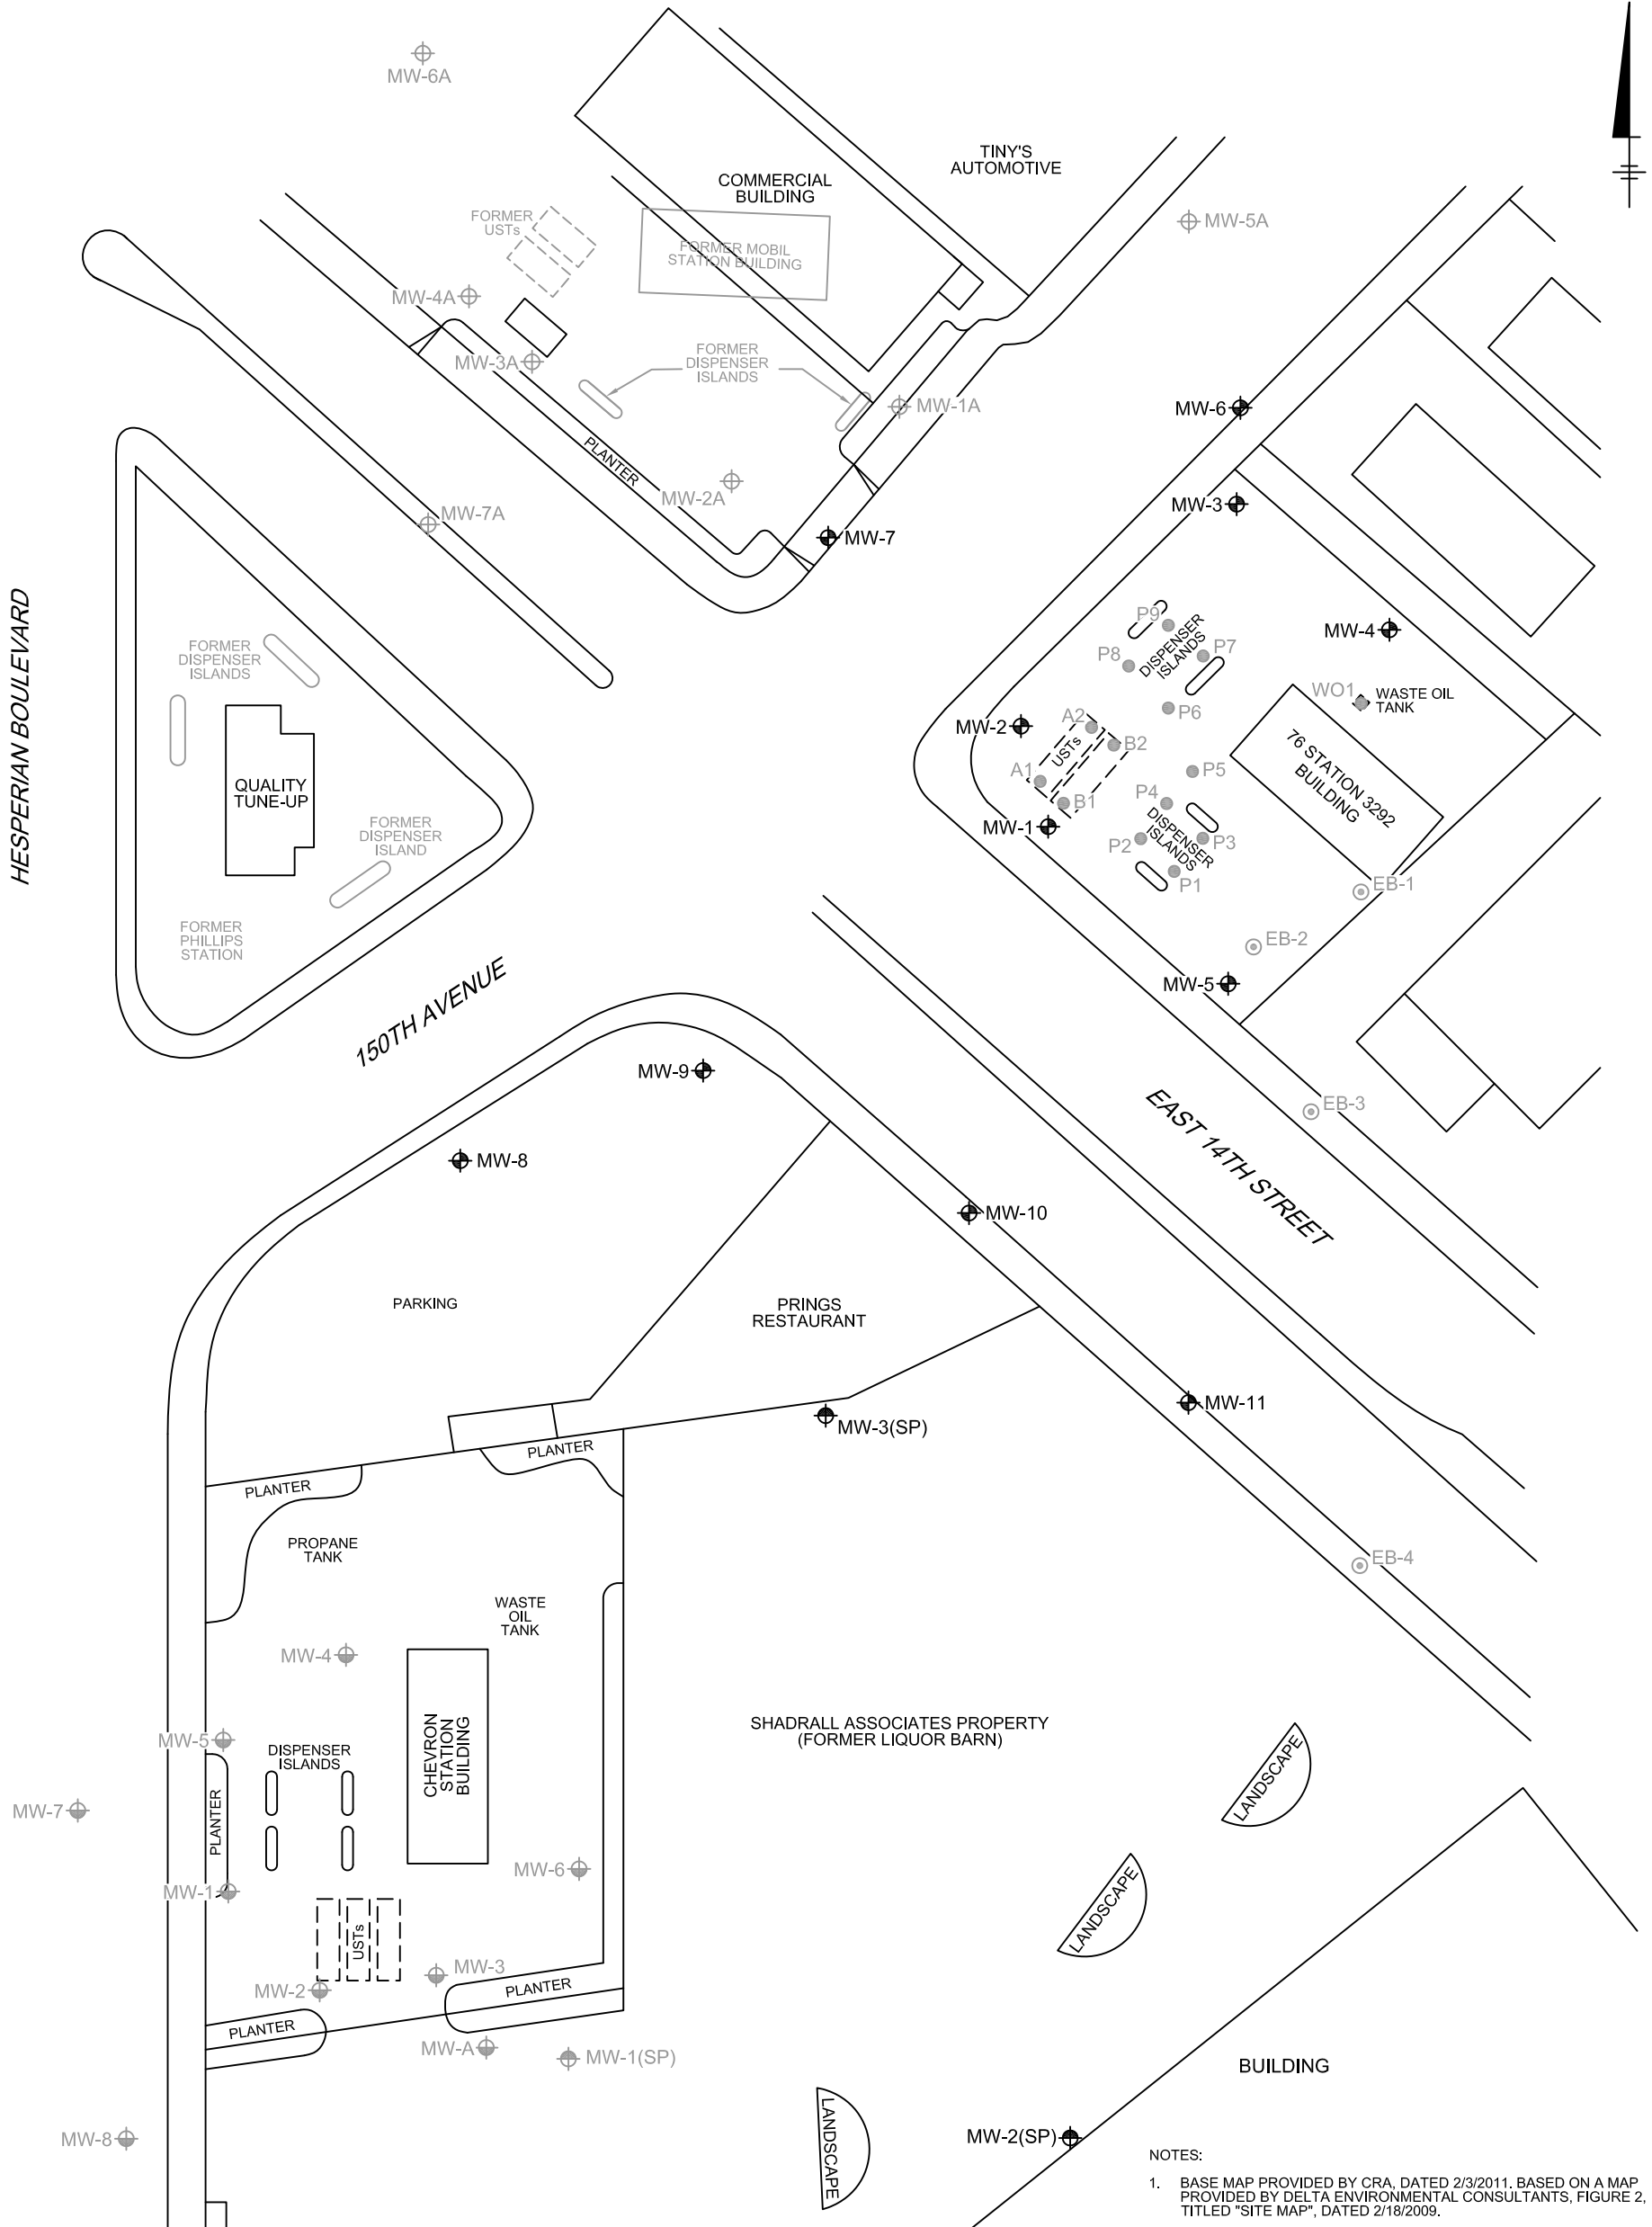 MW-6A
TINY'S
AUTOMOTIVE
COMMERCIAL
BUILDING
FORMER
USTs
FORMER MOBIL
STATION BUILDING
MW-5A
MW-4A
MW-3A
FORMER
DISPENSER
ISLANDS
MW-1A
MW-6
PLANTER
MW-2A
MW-3
MW-7A
MW-7
HESPERIAN BOULEVARD
P9
DISPENSER
ISLANDS
MW-4
P8
P7
FORMER
DISPENSER
ISLANDS
WO1
WASTE OIL
TANK
P6
MW-2
A2
USTs
B2
76 STATION 3292
BUILDING
A1
P5
QUALITY
TUNE-UP
B1
P4
FORMER
DISPENSER
ISLAND
MW-1
DISPENSER
ISLANDS
P2
P3
P1
EB-1
FORMER
PHILLIPS
STATION
EB-2
150TH AVENUE
MW-5
MW-9
EB-3
EAST 14TH STREET
MW-8
MW-10
PARKING
PRINGS
RESTAURANT
MW-11
MW-3(SP)
PLANTER
PLANTER
PROPANE
TANK
EB-4
WASTE
OIL
TANK
MW-4
SHADRALL ASSOCIATES PROPERTY
(FORMER LIQUOR BARN)
MW-5
DISPENSER
ISLANDS
CHEVRON
STATION
BUILDING
LANDSCAPE
MW-7
PLANTER
MW-6
MW-1
LANDSCAPE
USTs
MW-3
MW-2
PLANTER
PLANTER
MW-A
MW-1(SP)
BUILDING
LANDSCAPE
MW-8
MW-2(SP)
NOTES:
1. BASE MAP PROVIDED BY CRA, DATED 2/3/2011. BASED ON A MAP
PROVIDED BY DELTA ENVIRONMENTAL CONSULTANTS, FIGURE 2,
TITLED "SITE MAP", DATED 2/18/2009.